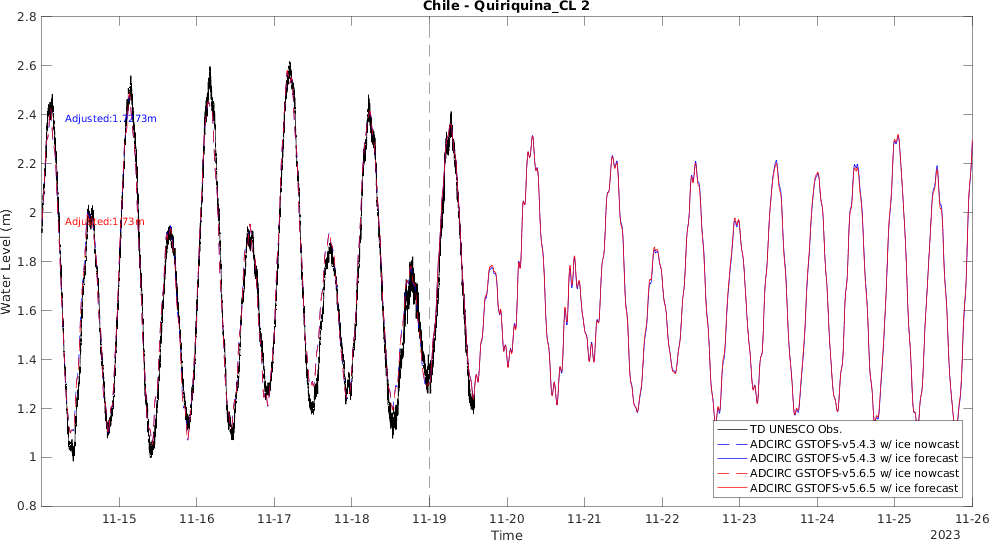 Chile - Quiriquina_CL 2
Water Level (m)
2.8
2.6
2.4
2.2
2
1.8
1.6
1.4
1.2
1
0.8
Adjusted:1.7273m
Adjusted:1.73m
TD UNESCO Obs.
ADCIRC GSTOFS-v5.4.3 w/ ice nowcast
ADCIRC GSTOFS-v5.4.3 w/ ice forecast
ADCIRC GSTOFS-v5.6.5 w/ ice nowcast
ADCIRC GSTOFS-v5.6.5 w/ ice forecast
11-15 11-16 11-17 11-18 11-19 11-20 11-21 11-22 11-23 11-24 11-25 11-26
Time
2023